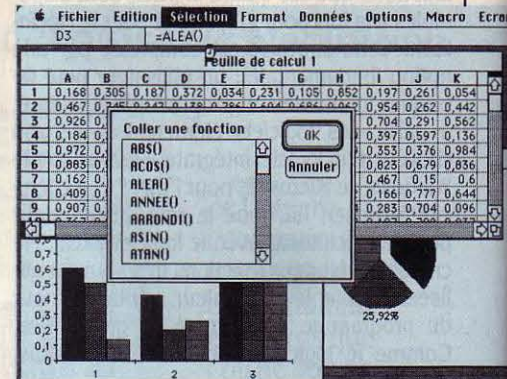 Fichier Edition Sélection Format Données Options Macro Ecran
D3 =ALEA()
Feuille de calcul 1
A B C D E F G H I J K
1 0,168 0,305 0,187 0,372 0,034 0,231 0,105 0,852 0,197 0,261 0,054
2 0,467 0,954 0,262 0,442
3 0,926 0,704 0,291 0,562
4 0,184 0,397 0,597 0,136
5 0,972 0,353 0,376 0,984
6 0,883 0,823 0,679 0,836
7 0,162 0,467 0,15 0,6
8 0,409 0,166 0,777 0,644
9 0,907 0,283 0,704 0,096
Coller une fonction
OK
Annuler
ABS()
ACOS()
ALEA()
ANNEE()
ARRONDI()
ASIN()
ATAN()
0,7
0,6
0,5
0,4
0,3
0,2
0,1
0
1 2 3
25,92%